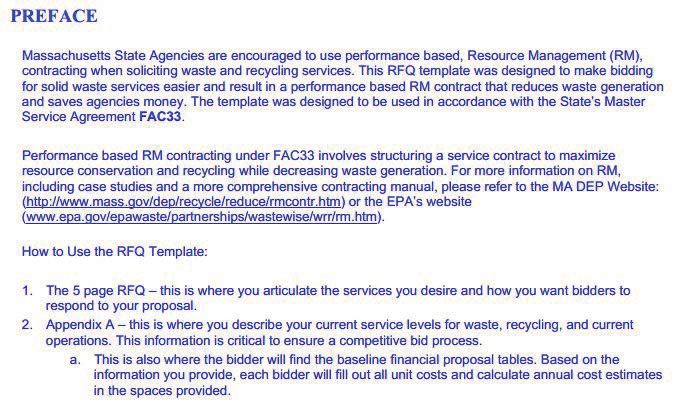 PREFACE
Massachusetts State Agencies are encouraged to use performance based, Resource Management (RM),
contracting when soliciting waste and recycling services. This RFQ template was designed to make bidding
for solid waste services easier and result in a performance based RM contract that reduces waste generation
and saves agencies money. The template was designed to be used in accordance with the State's Master
Service Agreement FAC33.
Performance based RM contracting under FAC33 involves structuring a service contract to maximize
resource conservation and recycling while decreasing waste generation. For more information on RM,
including case studies and a more comprehensive contracting manual, please refer to the MA DEP Website:
(http://www.mass.gov/dep/recycle/reduce/rmcontr.htm) or the EPA's website
(www.epa.gov/epawaste/partnerships/wastewise/wrr/rm.htm).
How to Use the RFQ Template:
1. The 5 page RFQ – this is where you articulate the services you desire and how you want bidders to
respond to your proposal.
2. Appendix A – this is where you describe your current service levels for waste, recycling, and current
operations. This information is critical to ensure a competitive bid process.
a. This is also where the bidder will find the baseline financial proposal tables. Based on the
information you provide, each bidder will fill out all unit costs and calculate annual cost estimates
in the spaces provided.